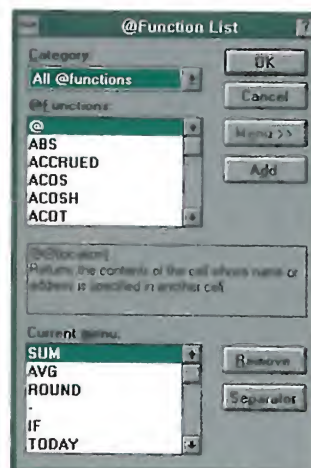 @Function List ?
Category:
All @functions
@Functions:
@
ABS
ACCRUED
ACOS
ACOSH
ACOT
OK
Cancel
Menu >>
Add
@@(location)
Returns the contents of the cell whose name or
address is specified in another cell.
Current menu:
SUM
AVG
ROUND
-
IF
TODAY
Remove
Separator